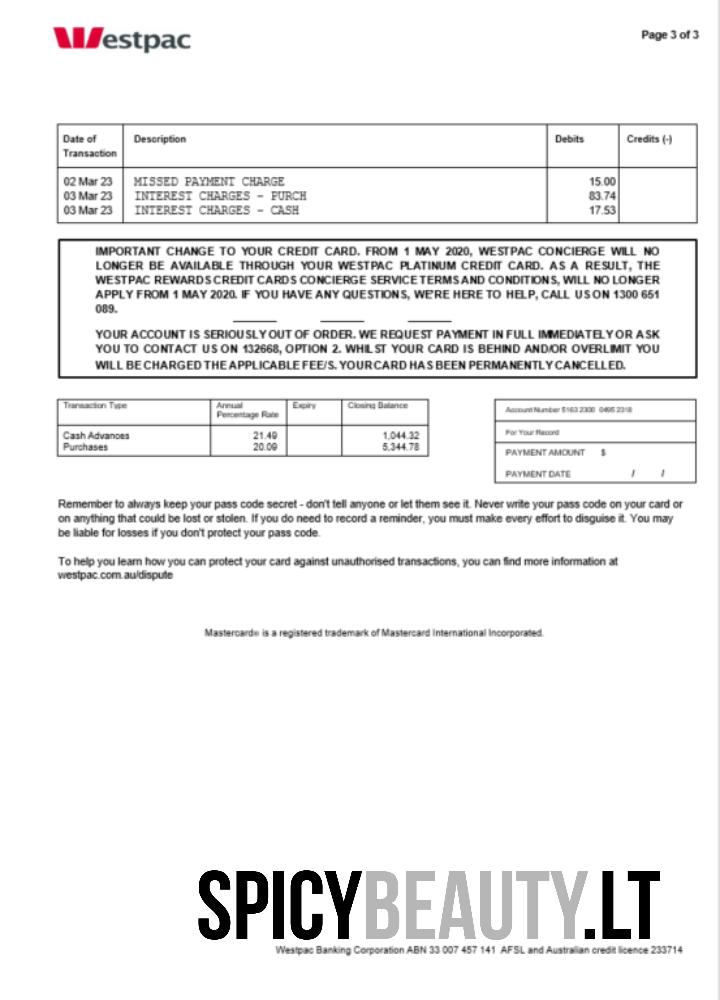 Westpac
Page 3 of 3
Date of Transaction Description Debits Credits (-)
02 Mar 23 MISSED PAYMENT CHARGE 15.00
03 Mar 23 INTEREST CHARGES - PURCH 83.74
03 Mar 23 INTEREST CHARGES - CASH 17.53
IMPORTANT CHANGE TO YOUR CREDIT CARD. FROM 1 MAY 2020, WESTPAC CONCIERGE WILL NO
LONGER BE AVAILABLE THROUGH YOUR WESTPAC PLATINUM CREDIT CARD. AS A RESULT, THE
WESTPAC REWARDS CREDIT CARDS CONCIERGE SERVICE TERMS AND CONDITIONS, WILL NO LONGER
APPLY FROM 1 MAY 2020. IF YOU HAVE ANY QUESTIONS, WE'RE HERE TO HELP, CALL US ON 1300 651
089.
YOUR ACCOUNT IS SERIOUSLY OUT OF ORDER. WE REQUEST PAYMENT IN FULL IMMEDIATELY OR ASK
YOU TO CONTACT US ON 132668, OPTION 2. WHILST YOUR CARD IS BEHIND AND/OR OVERLIMIT YOU
WILL BE CHARGED THE APPLICABLE FEE/S. YOUR CARD HAS BEEN PERMANENTLY CANCELLED.
Transaction Type Annual Percentage Rate Expiry Closing Balance
Cash Advances 21.49 1,044.32
Purchases 20.09 5,344.78
Account Number 5163 2300 0495 2318
For Your Record
PAYMENT AMOUNT $
PAYMENT DATE / /
Remember to always keep your pass code secret - don't tell anyone or let them see it. Never write your pass code on your card or
on anything that could be lost or stolen. If you do need to record a reminder, you must make every effort to disguise it. You may
be liable for losses if you don't protect your pass code.
To help you learn how you can protect your card against unauthorised transactions, you can find more information at
westpac.com.au/dispute
Mastercard® is a registered trademark of Mastercard International Incorporated.
SPICYBEAUTY.LT
Westpac Banking Corporation ABN 33 007 457 141 AFSL and Australian credit licence 233714